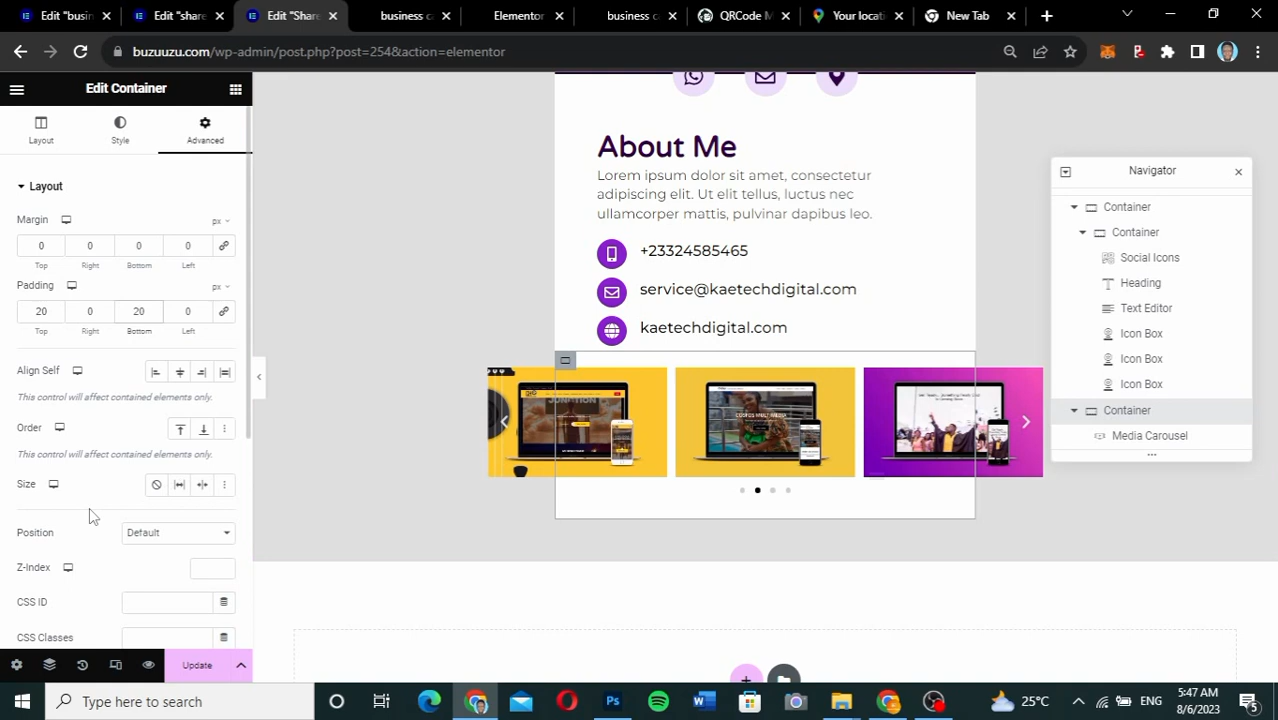 Edit "busin
Edit "share
Edit "Share
business ca
Elementor
business ca
QRCode M
Your locati
New Tab
buzuuzu.com/wp-admin/post.php?post=254&action=elementor
Edit Container
Layout
Style
Advanced
Layout
Margin
px
0 0 0 0
Top Right Bottom Left
Padding
px
20 0 20 0
Top Right Bottom Left
Align Self
This control will affect contained elements only.
Order
This control will affect contained elements only.
Size
Position
Default
Z-Index
CSS ID
CSS Classes
Update
About Me
Lorem ipsum dolor sit amet, consectetur
adipiscing elit. Ut elit tellus, luctus nec
ullamcorper mattis, pulvinar dapibus leo.
+23324585465
service@kaetechdigital.com
kaetechdigital.com
Navigator
Container
Container
Social Icons
Heading
Text Editor
Icon Box
Icon Box
Icon Box
Container
Media Carousel
Type here to search
25°C
ENG
5:47 AM
8/6/2023
5